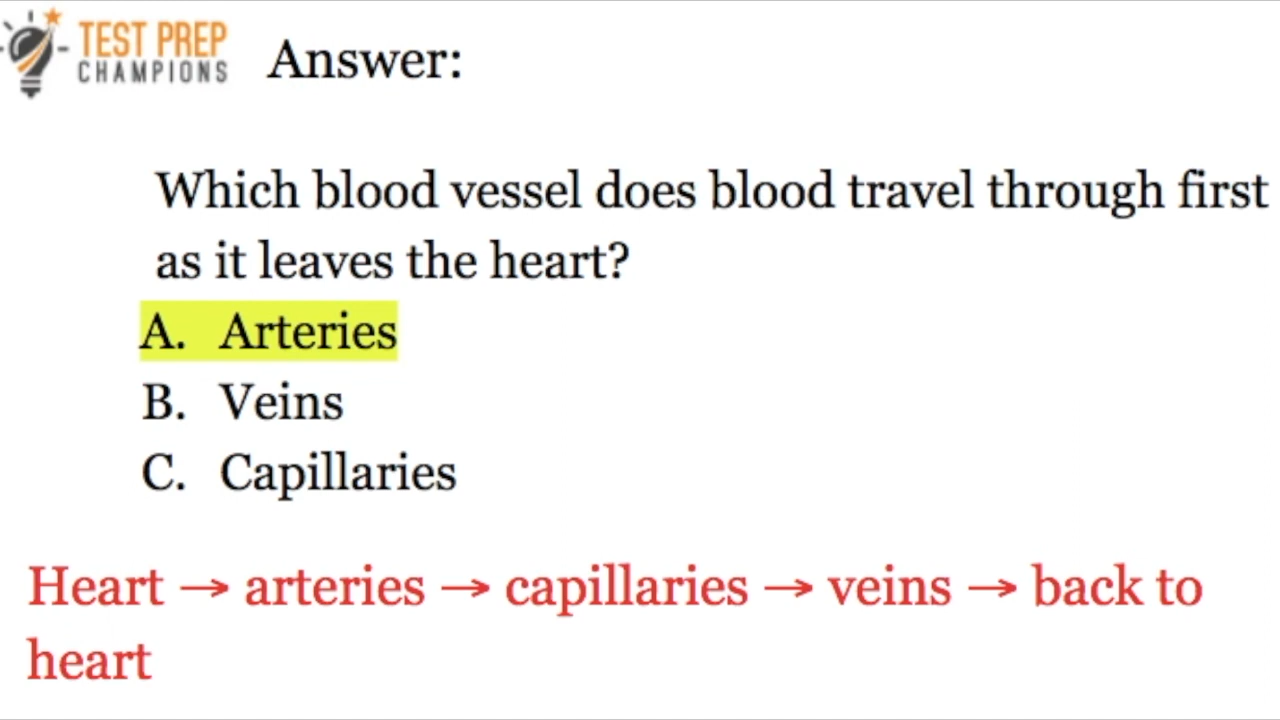 TEST PREP
CHAMPIONS
Answer:
Which blood vessel does blood travel through first
as it leaves the heart?
A. Arteries
B. Veins
C. Capillaries
Heart → arteries → capillaries → veins → back to
heart